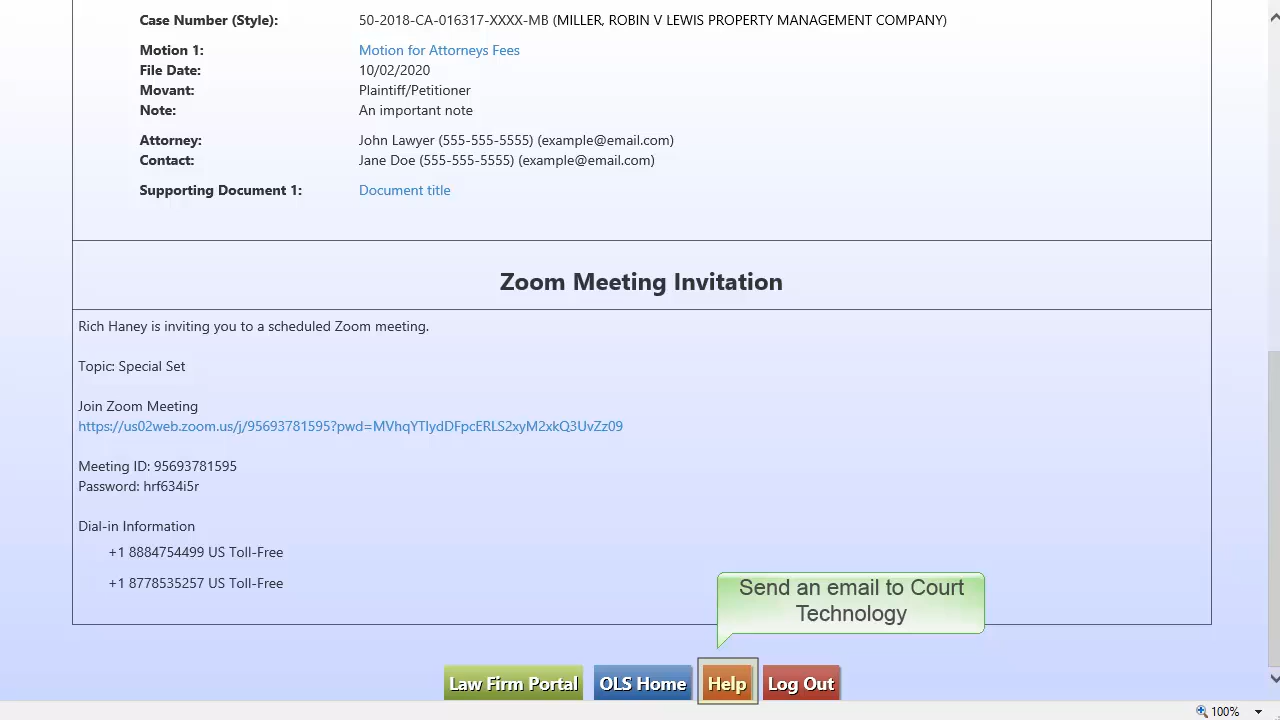 Case Number (Style): 50-2018-CA-016317-XXXX-MB (MILLER, ROBIN V LEWIS PROPERTY MANAGEMENT COMPANY)
Motion 1: Motion for Attorneys Fees
File Date: 10/02/2020
Movant: Plaintiff/Petitioner
Note: An important note
Attorney: John Lawyer (555-555-5555) (example@email.com)
Contact: Jane Doe (555-555-5555) (example@email.com)
Supporting Document 1: Document title
Zoom Meeting Invitation
Rich Haney is inviting you to a scheduled Zoom meeting.
Topic: Special Set
Join Zoom Meeting
https://us02web.zoom.us/j/95693781595?pwd=MVhqYTlydDFpcERLS2xyM2xkQ3UvZz09
Meeting ID: 95693781595
Password: hrf634i5r
Dial-in Information
+1 8884754499 US Toll-Free
+1 8778535257 US Toll-Free
Send an email to Court
Technology
Law Firm Portal OLS Home Help Log Out
100%